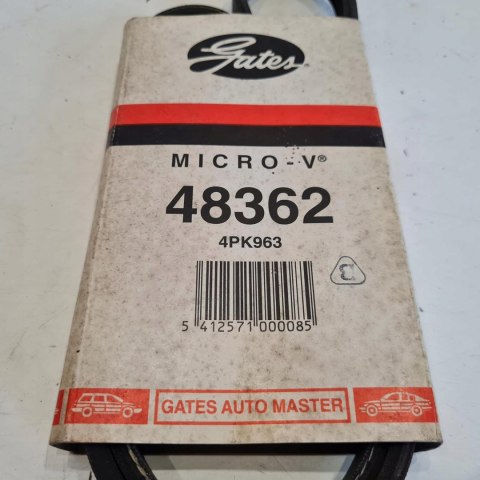 Gates
MICRO-V®
48362
4PK963
5 412571 000085
GATES AUTO MASTER